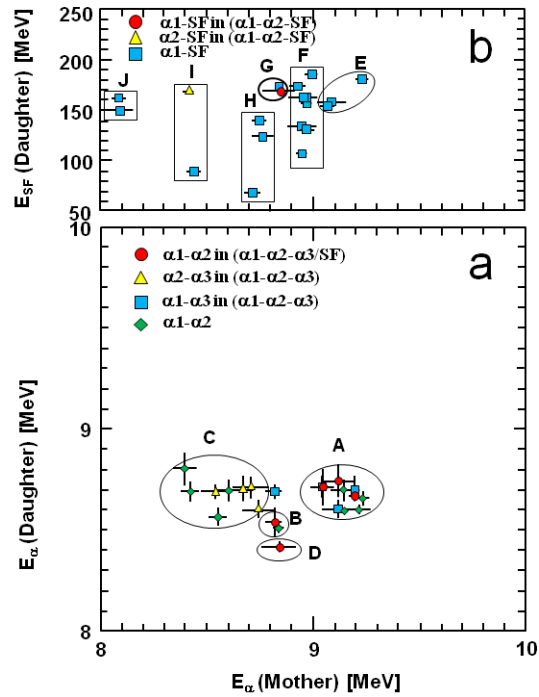 b
α1-SF in (α1-α2-SF)
α2-SF in (α1-α2-SF)
α1-SF
J
I
H
G
F
E
250
200
150
100
50
E_SF (Daughter) [MeV]
a
α1-α2 in (α1-α2-α3/SF)
α2-α3 in (α1-α2-α3)
α1-α3 in (α1-α2-α3)
α1-α2
C
A
B
D
10
9
8
E_α (Daughter) [MeV]
8
9
10
E_α (Mother) [MeV]